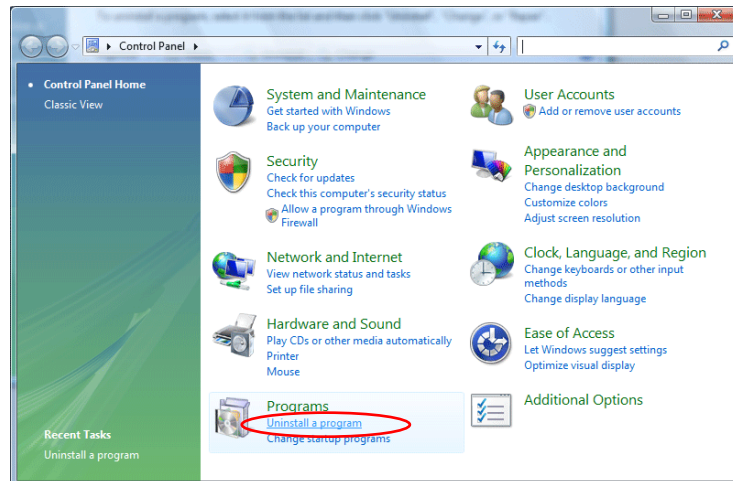 To uninstall a program, select it from the list and then click "Uninstall", "Change", or "Repair".
Control Panel
Control Panel Home
Classic View
System and Maintenance
Get started with Windows
Back up your computer
Security
Check for updates
Check this computer's security status
Allow a program through Windows
Firewall
Network and Internet
View network status and tasks
Set up file sharing
Hardware and Sound
Play CDs or other media automatically
Printer
Mouse
Programs
Uninstall a program
Change startup programs
User Accounts
Add or remove user accounts
Appearance and
Personalization
Change desktop background
Customize colors
Adjust screen resolution
Clock, Language, and Region
Change keyboards or other input
methods
Change display language
Ease of Access
Let Windows suggest settings
Optimize visual display
Additional Options
Recent Tasks
Uninstall a program